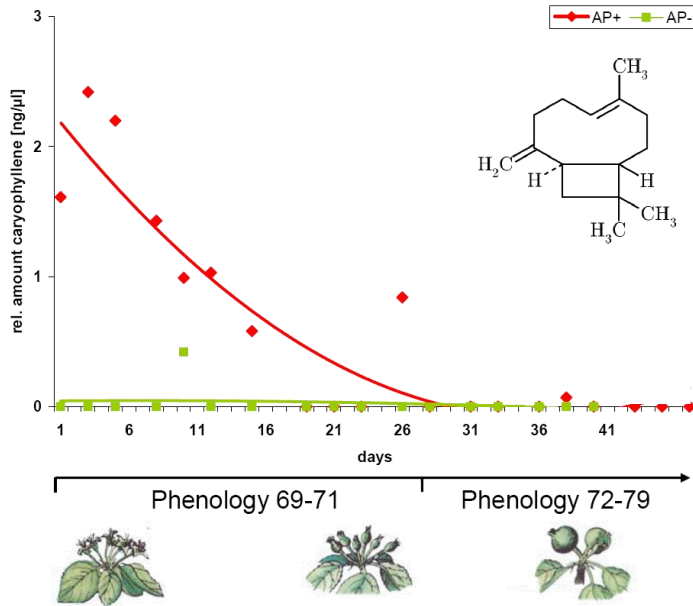 AP+ AP-
3
2
1
0
rel. amount caryophyllene [ng/µl]
CH3
H2C
H H
H3C CH3
1 6 11 16 21 26 31 36 41
days
Phenology 69-71 Phenology 72-79